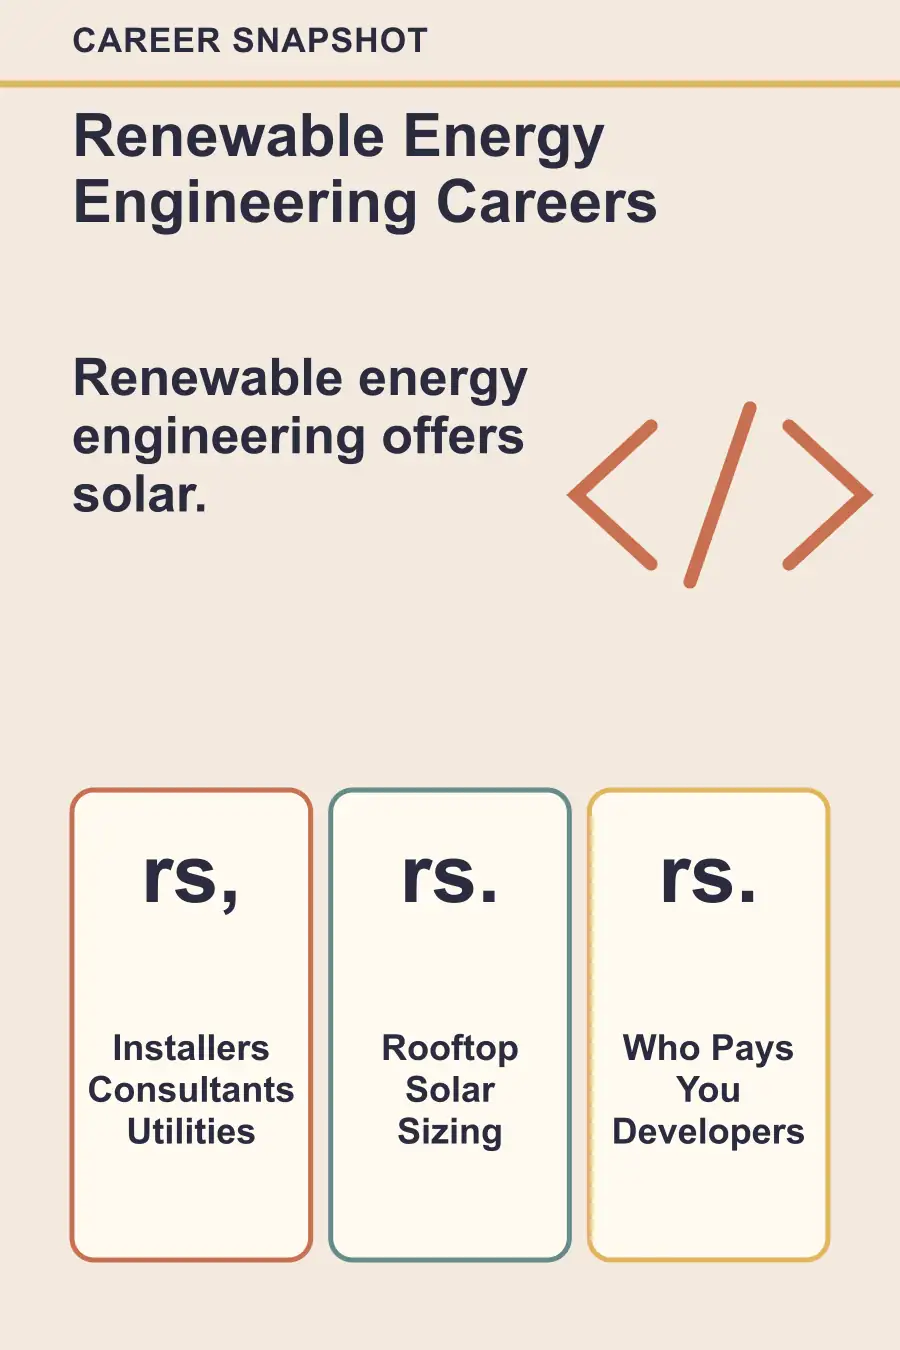 CAREER SNAPSHOT
Renewable Energy
Engineering Careers
Renewable energy
engineering offers
solar.
</>
rs,
Installers
Consultants
Utilities
rs.
Rooftop
Solar
Sizing
rs.
Who Pays
You
Developers